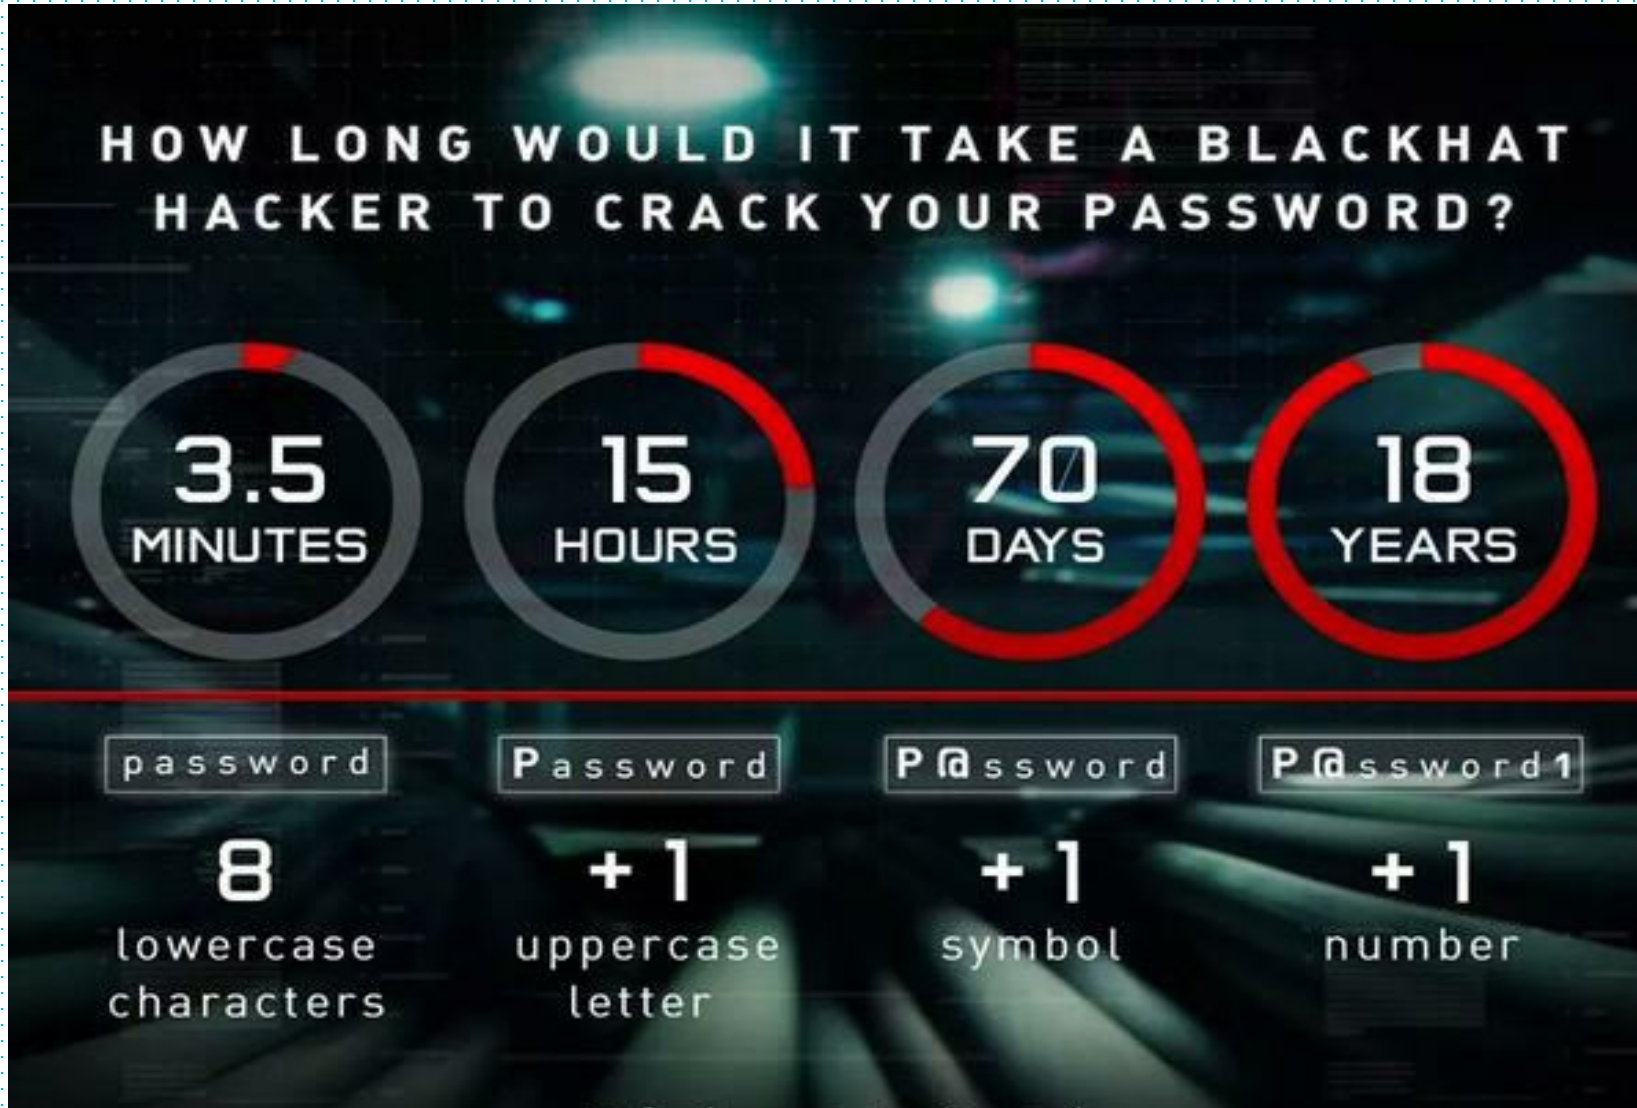 HOW LONG WOULD IT TAKE A BLACKHAT
HACKER TO CRACK YOUR PASSWORD?
3.5
MINUTES
15
HOURS
70
DAYS
18
YEARS
password
Password
P@ssword
P@ssword1
8
lowercase
characters
+1
uppercase
letter
+1
symbol
+1
number